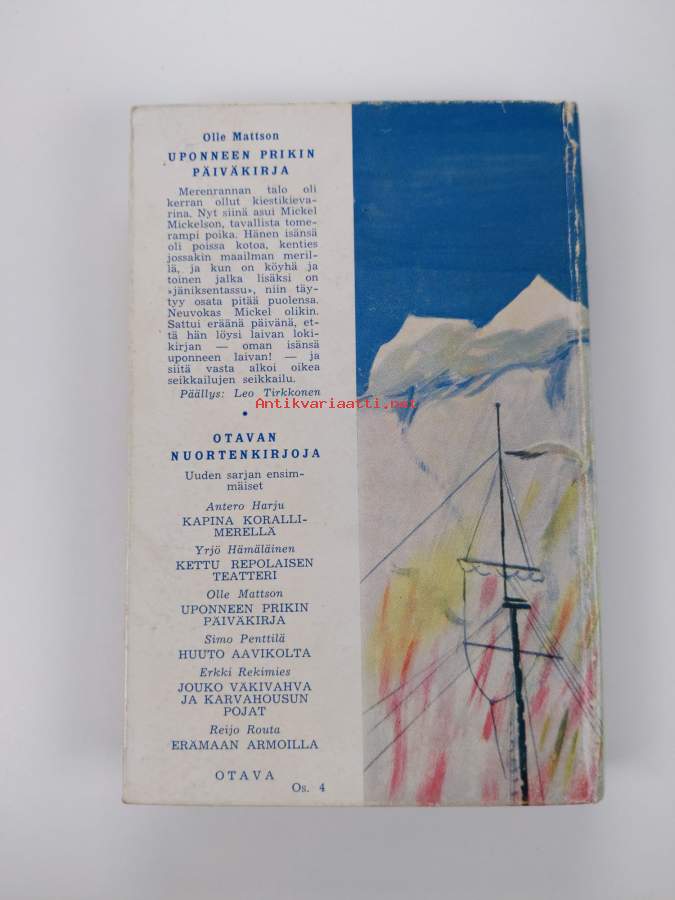 Olle Mattson
UPONNEEN PRIKIN
PÄIVÄKIRJA
Merenrannan talo oli
kerran ollut kiestikieva-
rina. Nyt siinä asui Mickel
Mickelson, tavallista tome-
rampi poika. Hänen isänsä
oli poissa kotoa, kenties
jossakin maailman meril-
lä, ja kun on köyhä ja
toinen jalka lisäksi on
»jäniksentassu», niin täy-
tyy osata pitää puolensa.
Neuvokas Mickel olikin.
Sattui eräänä päivänä, et-
tä hän löysi laivan loki-
kirjan — oman isänsä
uponneen laivan! — ja
siitä vasta alkoi oikea
seikkailujen seikkailu.
Päällys: Leo Tirkkonen
Antikvariaatti.net
•
OTAVAN
NUORTENKIRJOJA
Uuden sarjan ensim-
mäiset
Antero Harju
KAPINA KORALLI-
MERELLÄ
Yrjö Hämäläinen
KETTU REPOLAISEN
TEATTERI
Olle Mattson
UPONNEEN PRIKIN
PÄIVÄKIRJA
Simo Penttilä
HUUTO AAVIKOLTA
Erkki Rekimies
JOUKO VÄKIVAHVA
JA KARVAHOUSUN
POJAT
Reijo Routa
ERÄMAAN ARMOILLA
OTAVA
Os. 4